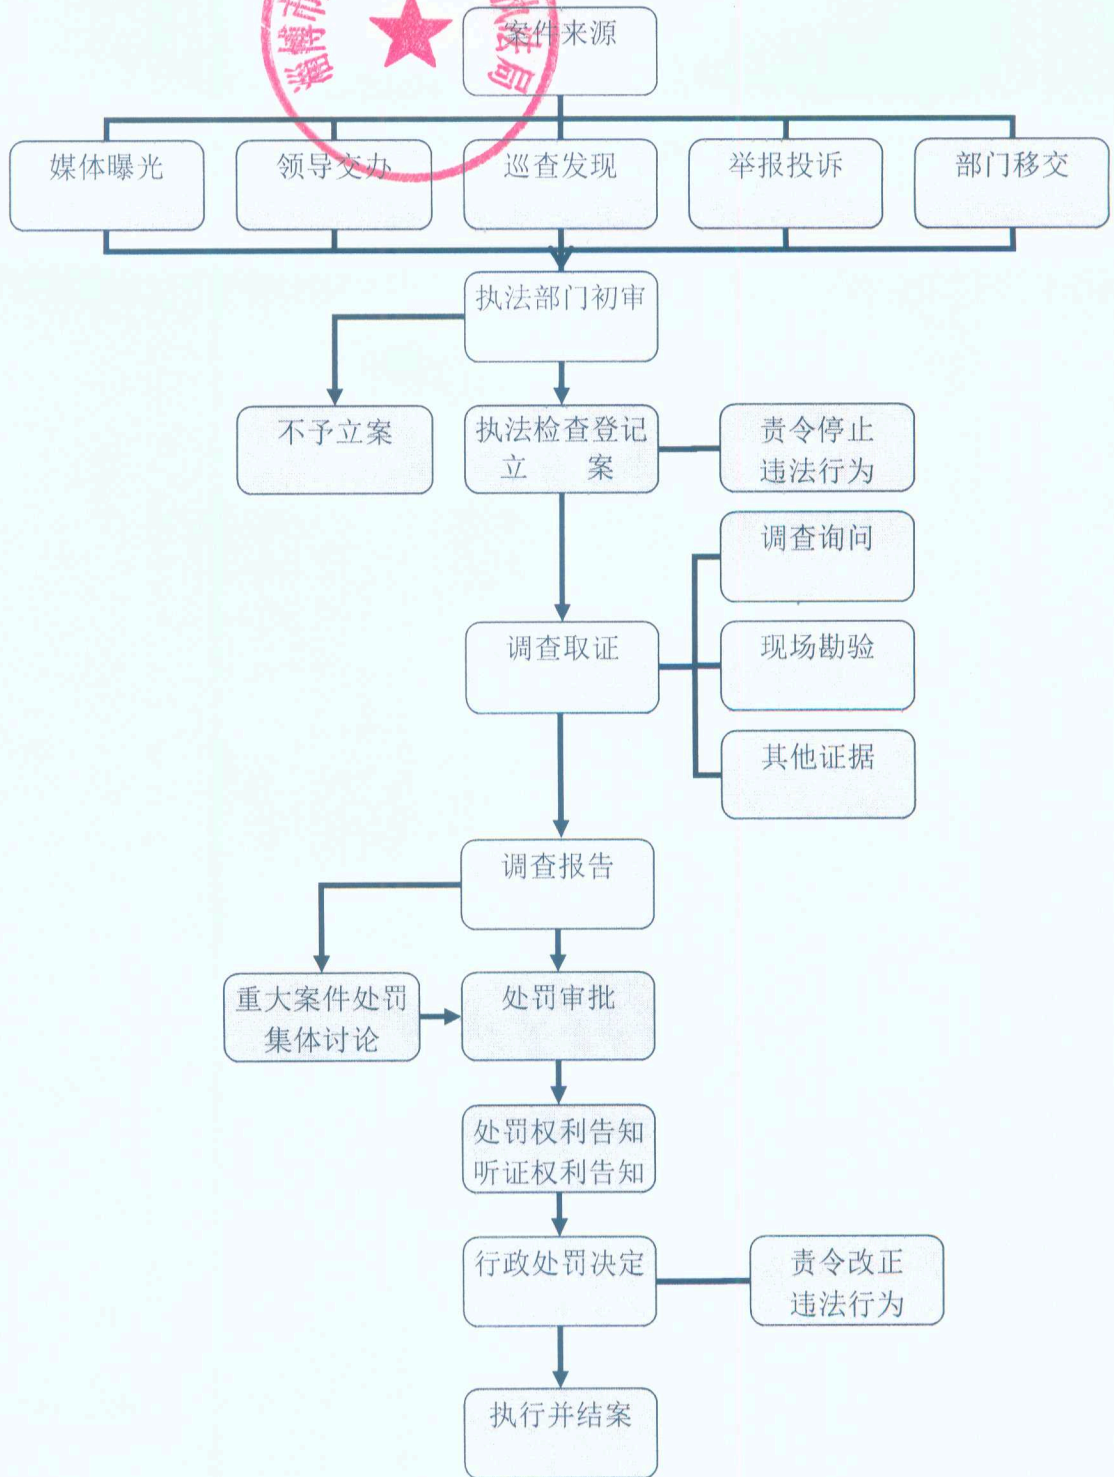 淄博市
执法局
案件来源
媒体曝光
领导交办
巡查发现
举报投诉
部门移交
执法部门初审
不予立案
执法检查登记
立 案
责令停止
违法行为
调查询问
现场勘验
调查取证
其他证据
调查报告
重大案件处罚
集体讨论
处罚审批
处罚权利告知
听证权利告知
行政处罚决定
责令改正
违法行为
执行并结案